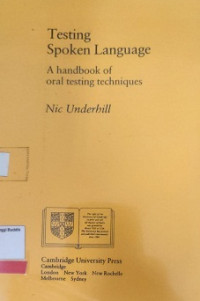 Testing
Spoken Language
A handbook of
oral testing techniques
Nic Underhill
Cambridge University Press
Cambridge
London New York New Rochelle
Melbourne Sydney